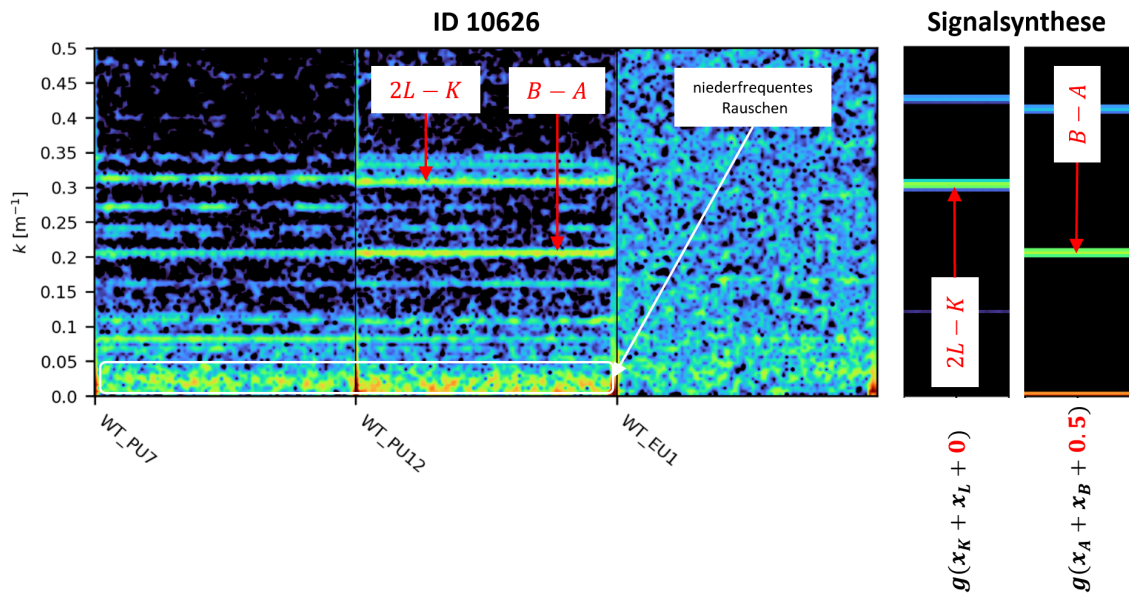 ID 10626
Signalsynthese
0.5
0.45
0.4
0.35
0.3
0.25
0.2
0.15
0.1
0.05
0.0
k [m⁻¹]
2L − K
B − A
niederfrequentes
Rauschen
WT_PU7
WT_PU12
WT_EU1
2L − K
B − A
g(x_K + x_L + 0)
g(x_A + x_B + 0.5)